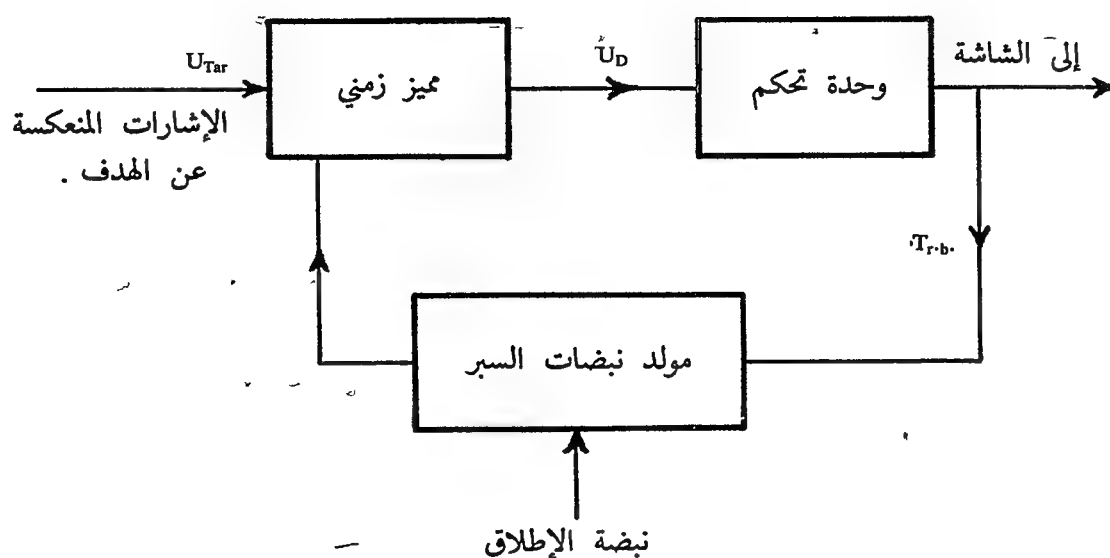 إلى الشاشة
وحدة تحكم
U_D
مميز زمني
U_Tar
الإشارات المنعكسة
عن الهدف .
T_r.b.
مولد نبضات السبر
نبضة الإطلاق